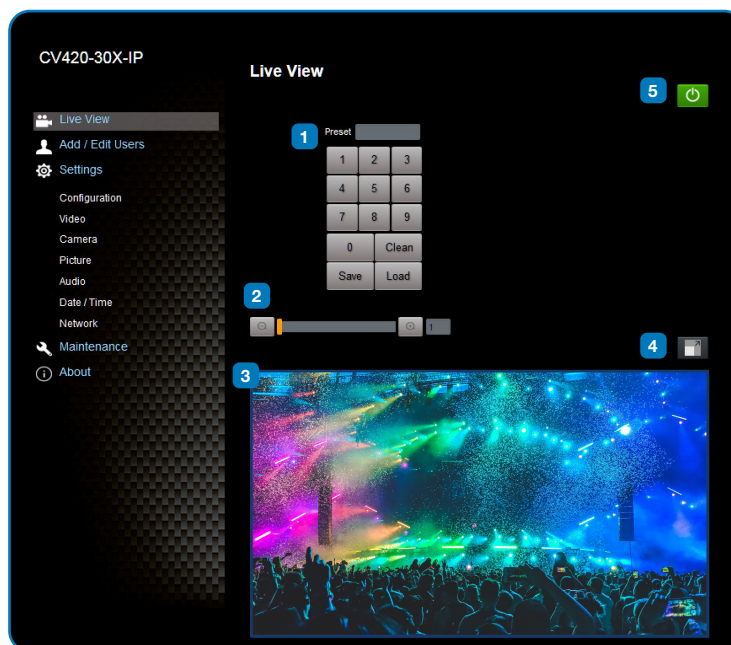 CV420-30X-IP
Live View
Add / Edit Users
Settings
Configuration
Video
Camera
Picture
Audio
Date / Time
Network
Maintenance
About
Live View
5
1
Preset
1 2 3
4 5 6
7 8 9
0 Clean
Save Load
2
1
4
3